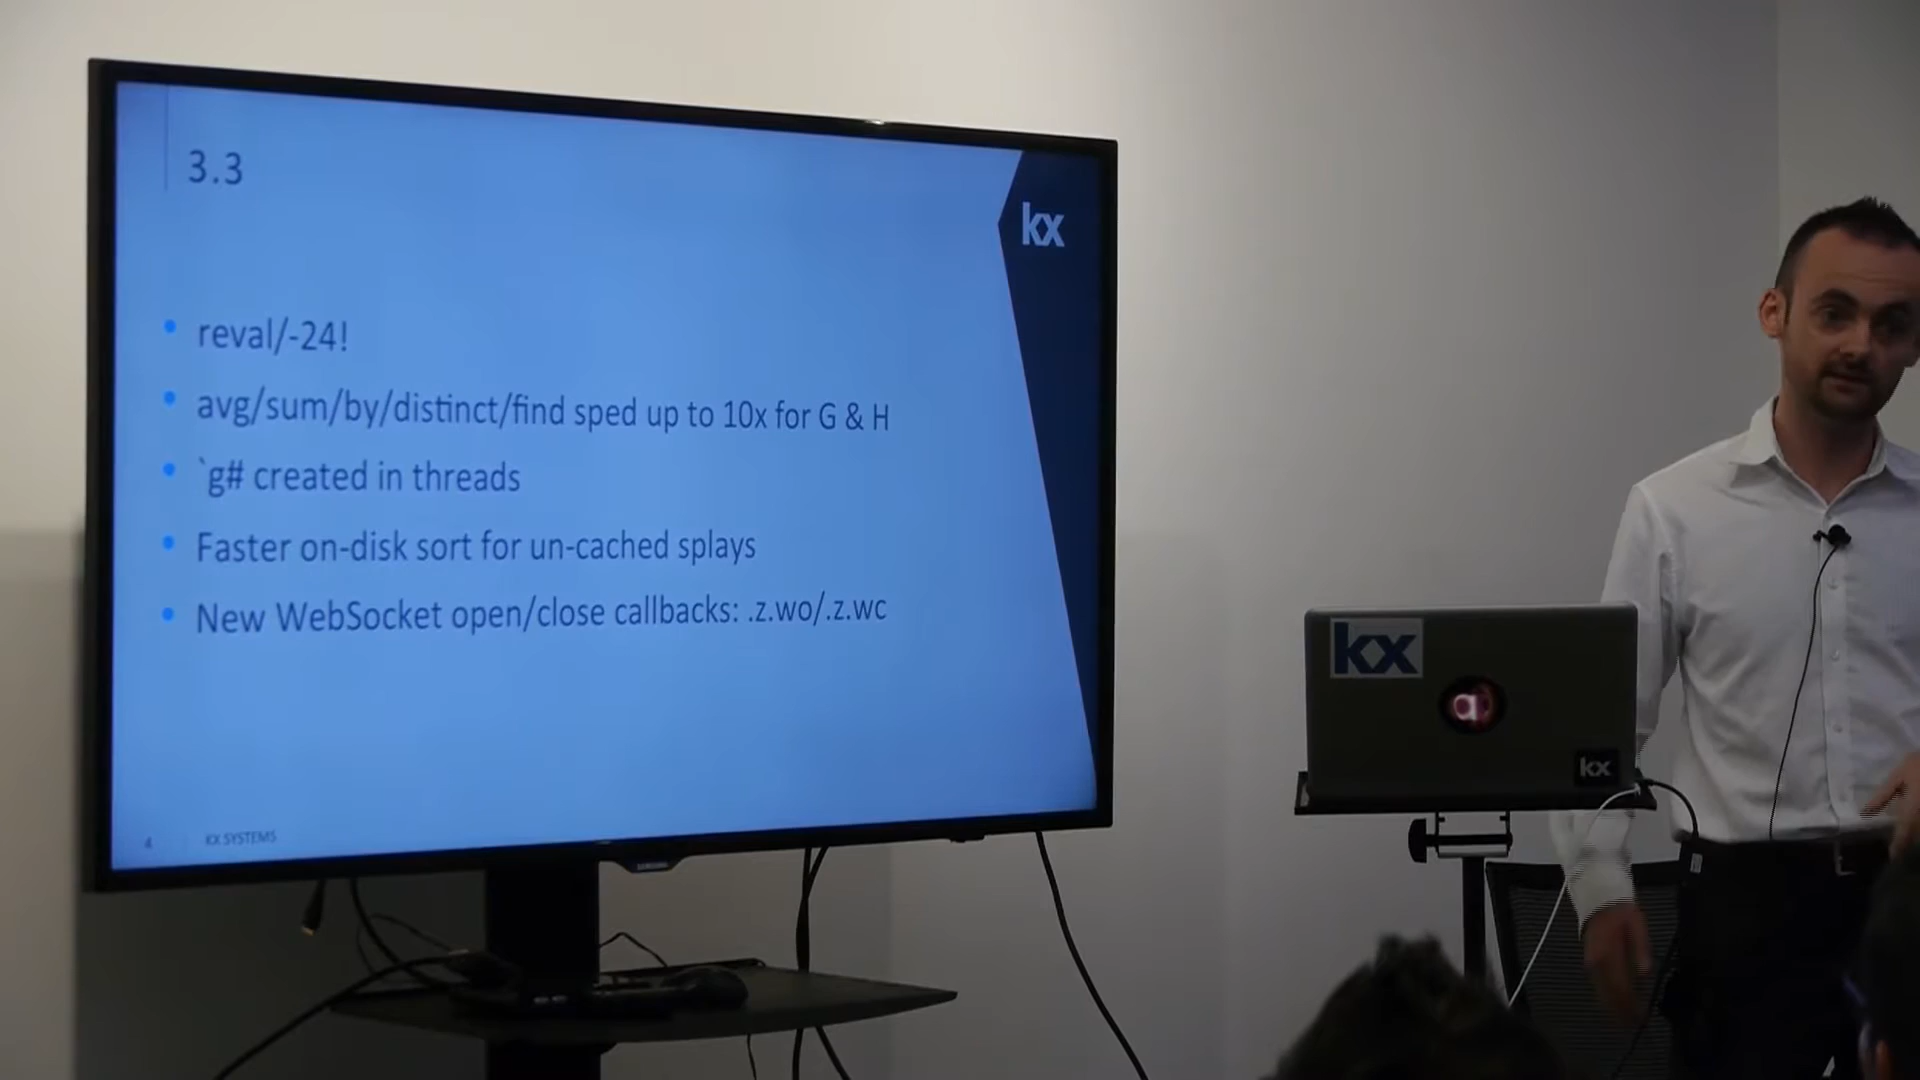 3.3
kx
reval/-24!
avg/sum/by/distinct/find sped up to 10x for G & H
`g# created in threads
Faster on-disk sort for un-cached splays
New WebSocket open/close callbacks: .z.wo/.z.wc
4
KX SYSTEMS
SAMSUNG
kx
q
kx